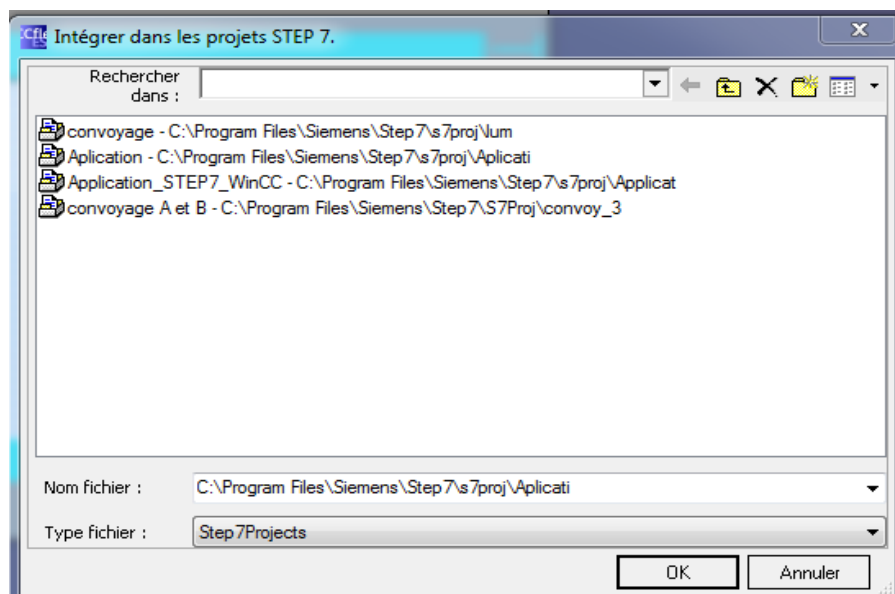 Intégrer dans les projets STEP 7.
Rechercher
dans :
convoyage - C:\Program Files\Siemens\Step7\s7proj\lum
Aplication - C:\Program Files\Siemens\Step7\s7proj\Aplicati
Application_STEP7_WinCC - C:\Program Files\Siemens\Step7\s7proj\Applicat
convoyage A et B - C:\Program Files\Siemens\Step7\S7Proj\convoy_3
Nom fichier : C:\Program Files\Siemens\Step7\s7proj\Aplicati
Type fichier : Step7Projects
OK Annuler